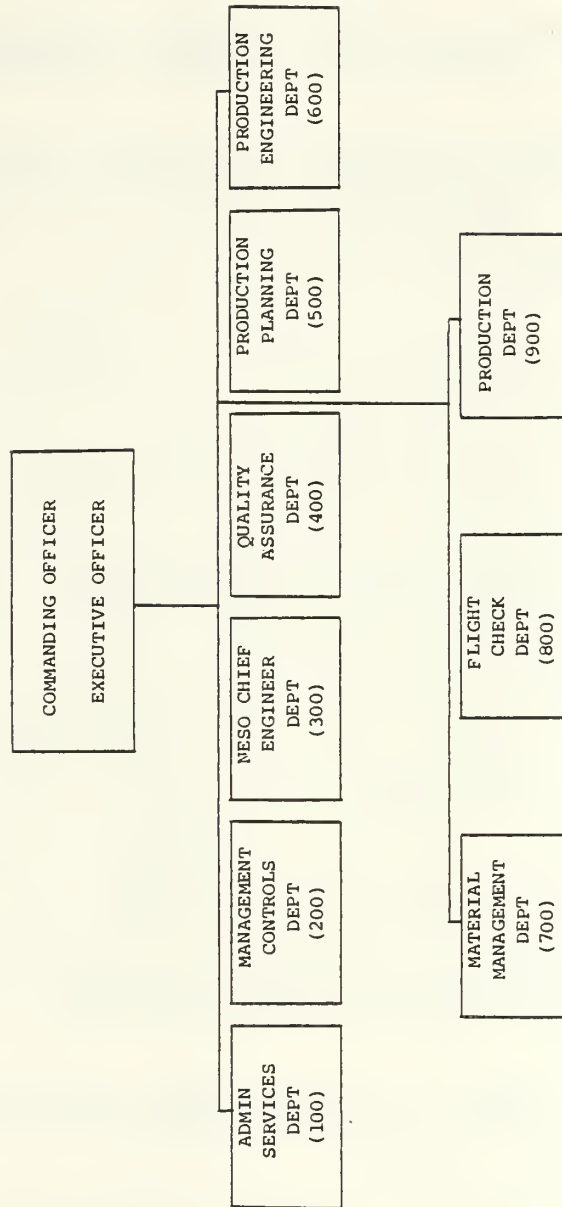 COMMANDING OFFICER
EXECUTIVE OFFICER
ADMIN
SERVICES
DEPT
(100)
MANAGEMENT
CONTROLS
DEPT
(200)
NESO CHIEF
ENGINEER
DEPT
(300)
QUALITY
ASSURANCE
DEPT
(400)
PRODUCTION
PLANNING
DEPT
(500)
PRODUCTION
ENGINEERING
DEPT
(600)
MATERIAL
MANAGEMENT
DEPT
(700)
FLIGHT
CHECK
DEPT
(800)
PRODUCTION
DEPT
(900)